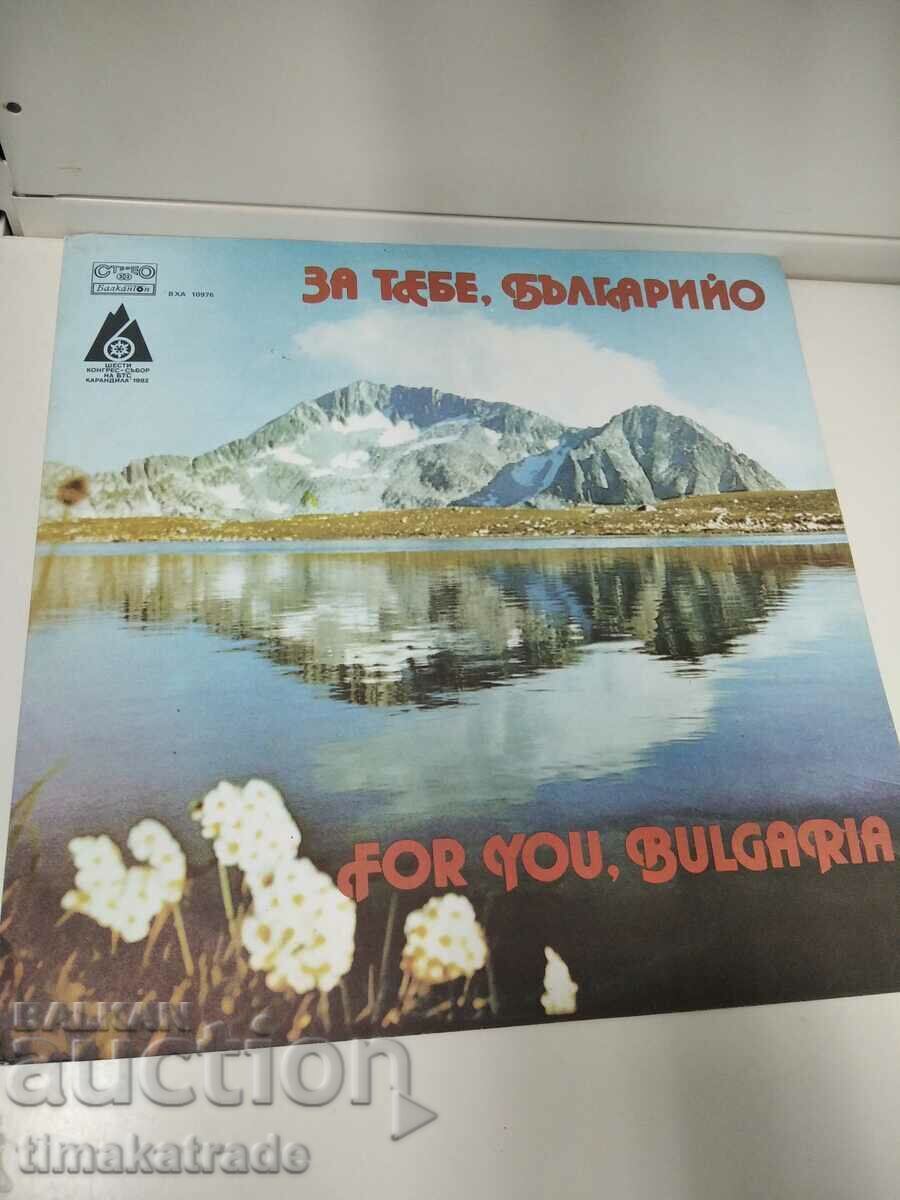 СТЕРЕО
Балкантон
ВХА 10976
ЗА ТЕБЕ, БЪЛГАРИЙО
6
ШЕСТИ
КОНГРЕС-СЪБОР
НА БТС
КАРАНДИЛА'1982
FOR YOU, BULGARIA
BALKAN
auction
timakatrade